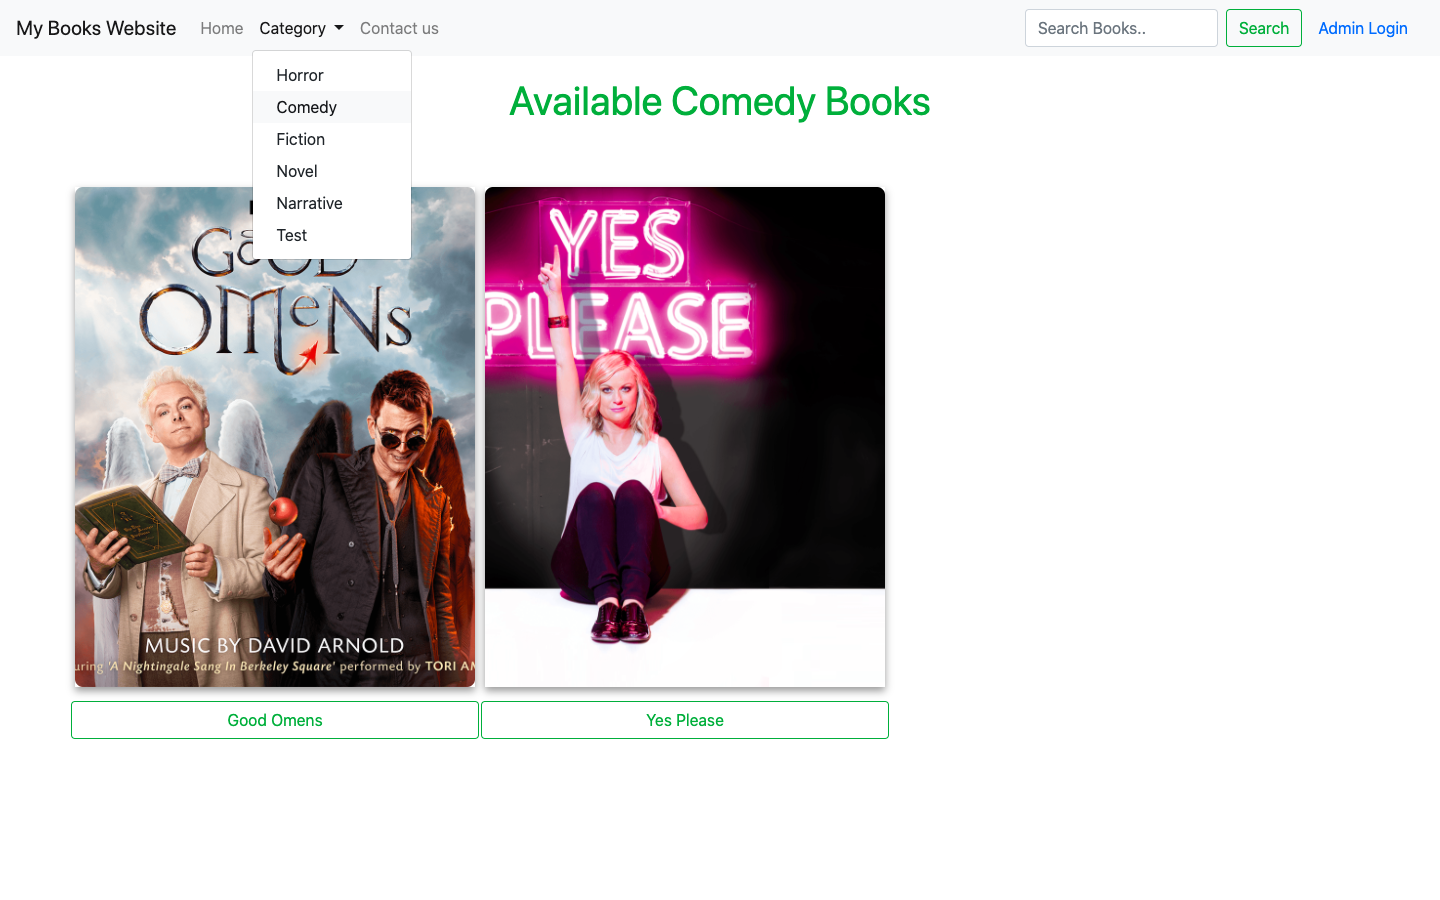 My Books Website Home Category Contact us Search Books.. Search Admin Login
Horror
Comedy
Fiction
Novel
Narrative
Test
Available Comedy Books
GOOD
OMENS
MUSIC BY DAVID ARNOLD
'A Nightingale Sang In Berkeley Square' performed by TORI
YES
PLEASE
Good Omens Yes Please